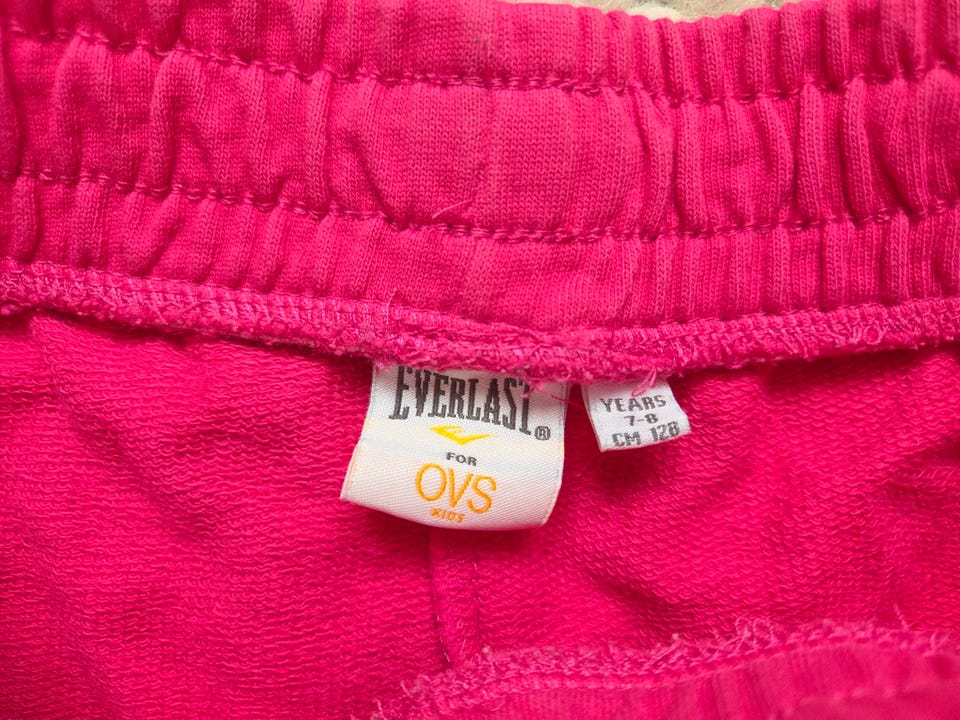 EVERLAST®
FOR
OVS
KIDS
YEARS
7-8
CM 128